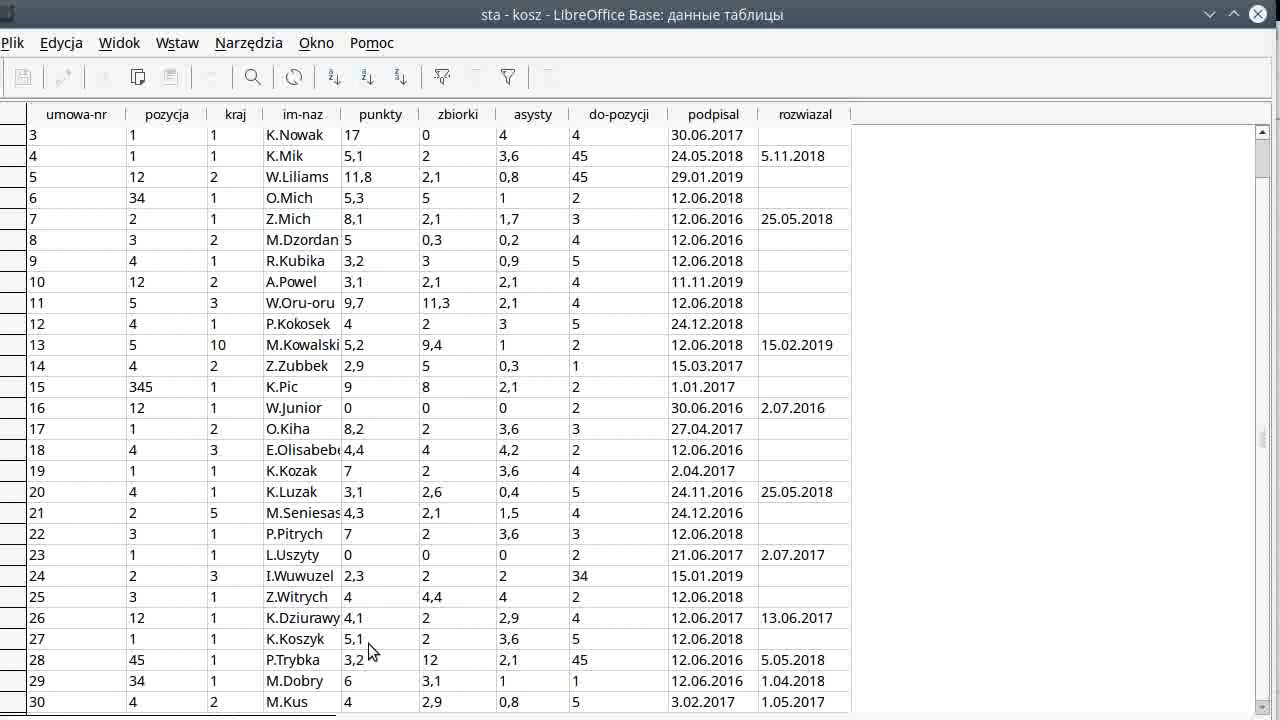 sta - kosz - LibreOffice Base: данные таблицы
Plik Edycja Widok Wstaw Narzędzia Okno Pomoc
umowa-nr pozycja kraj im-naz punkty zbiorki asysty do-pozycji podpisal rozwiazal
3 1 1 K.Nowak 17 0 4 4 30.06.2017
4 1 1 K.Mik 5,1 2 3,6 45 24.05.2018 5.11.2018
5 12 2 W.Liliams 11,8 2,1 0,8 45 29.01.2019
6 34 1 O.Mich 5,3 5 1 2 12.06.2018
7 2 1 Z.Mich 8,1 2,1 1,7 3 12.06.2016 25.05.2018
8 3 2 M.Dzordan 5 0,3 0,2 4 12.06.2016
9 4 1 R.Kubika 3,2 3 0,9 5 12.06.2018
10 12 2 A.Powel 3,1 2,1 2,1 4 11.11.2019
11 5 3 W.Oru-oru 9,7 11,3 2,1 4 12.06.2018
12 4 1 P.Kokosek 4 2 3 5 24.12.2018
13 5 10 M.Kowalski 5,2 9,4 1 2 12.06.2018 15.02.2019
14 4 2 Z.Zubbek 2,9 5 0,3 1 15.03.2017
15 345 1 K.Pic 9 8 2,1 2 1.01.2017
16 12 1 W.Junior 0 0 0 2 30.06.2016 2.07.2016
17 1 2 O.Kiha 8,2 2 3,6 3 27.04.2017
18 4 3 E.Olisabebe 4,4 4 4,2 2 12.06.2016
19 1 1 K.Kozak 7 2 3,6 4 2.04.2017
20 4 1 K.Luzak 3,1 2,6 0,4 5 24.11.2016 25.05.2018
21 2 5 M.Seniesas 4,3 2,1 1,5 4 24.12.2016
22 3 1 P.Pitrych 7 2 3,6 3 12.06.2018
23 1 1 L.Uszyty 0 0 0 2 21.06.2017 2.07.2017
24 2 3 I.Wuwuzel 2,3 2 2 34 15.01.2019
25 3 1 Z.Witrych 4 4,4 4 2 12.06.2018
26 12 1 K.Dziurawy 4,1 2 2,9 4 12.06.2017 13.06.2017
27 1 1 K.Koszyk 5,1 2 3,6 5 12.06.2018
28 45 1 P.Trybka 3,2 12 2,1 45 12.06.2016 5.05.2018
29 34 1 M.Dobry 6 3,1 1 1 12.06.2016 1.04.2018
30 4 2 M.Kus 4 2,9 0,8 5 3.02.2017 1.05.2017